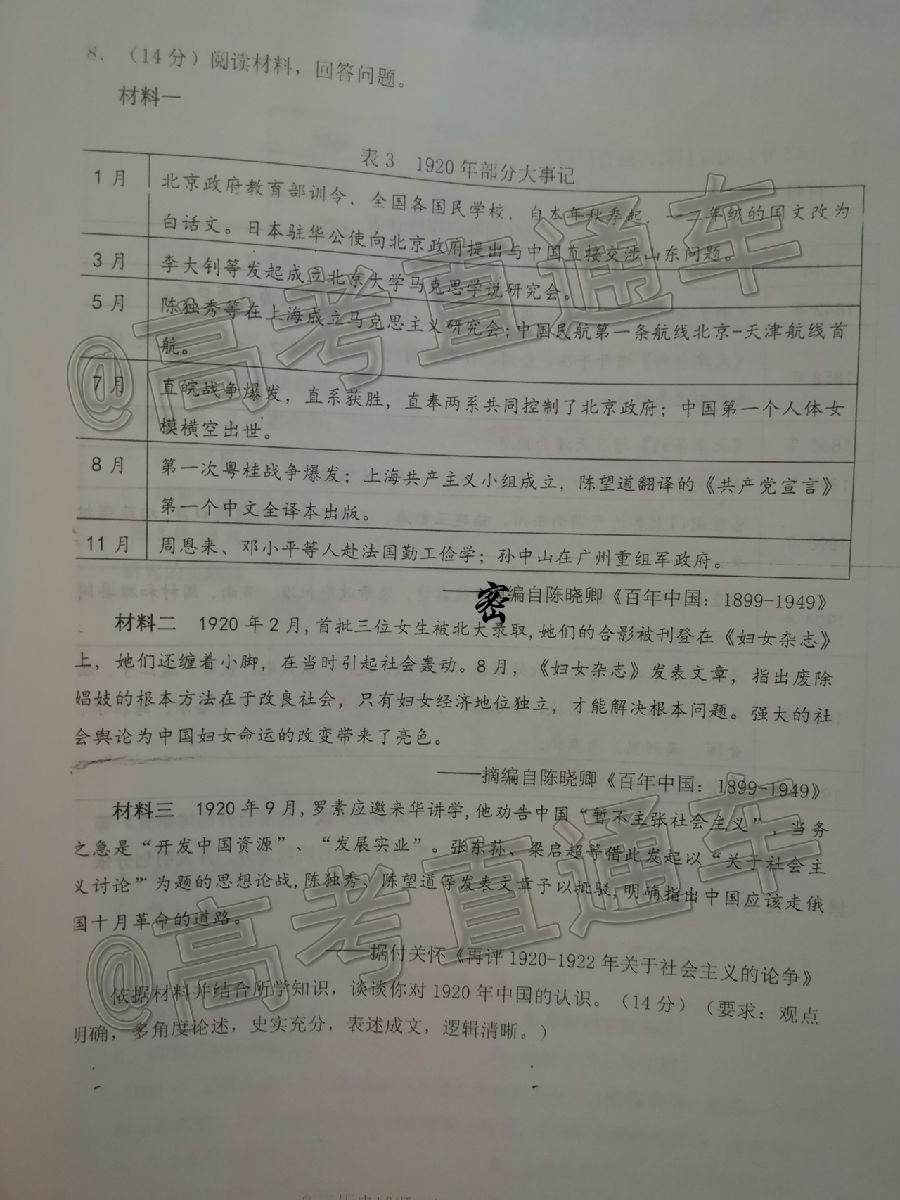 8. （14分）阅读材料，回答问题。
材料一
表3 1920年部分大事记
1月 北京政府教育部训令、全国各国民学校，自本年秋季起，一二年级的国文改为
白话文。日本驻华公使向北京政府提出与中国直接交涉山东问题。
3月 李大钊等发起成团北京大学马克思学说研究会。
5月 陈独秀等在上海成立马克思主义研究会；中国民航第一条航线北京-天津航线首
航。
7月 直皖战争爆发，直系获胜，直奉两系共同控制了北京政府；中国第一个人体女
模横空出世。
8月 第一次粤桂战争爆发；上海共产主义小组成立，陈望道翻译的《共产党宣言》
第一个中文全译本出版。
11月 周恩来、邓小平等人赴法国勤工俭学；孙中山在广州重组军政府。
密编自陈晓卿《百年中国：1899-1949》
材料二 1920年2月，首批三位女生被北大录取，她们的合影被刊登在《妇女杂志》
上，她们还缠着小脚，在当时引起社会轰动。8月，《妇女杂志》发表文章，指出废除
娼妓的根本方法在于改良社会，只有妇女经济地位独立，才能解决根本问题。强大的社
会舆论为中国妇女命运的改变带来了亮色。
——摘编自陈晓卿《百年中国：1899-1949》
材料三 1920年9月，罗素应邀来华讲学，他劝告中国“暂不主张社会主义”，当务
之急是“开发中国资源”、“发展实业”。张东荪、梁启超等借此发起以“关于社会主
义讨论”为题的思想论战，陈独秀、陈望道等发表文章予以批驳，明确指出中国应该走俄
国十月革命的道路。
——据付关怀《再评1920-1922年关于社会主义的论争》
依据材料并结合所学知识，谈谈你对1920年中国的认识。（14分）（要求：观点
明确，多角度论述，史实充分，表述成文，逻辑清晰。）
@高考直通车
@高考直通车